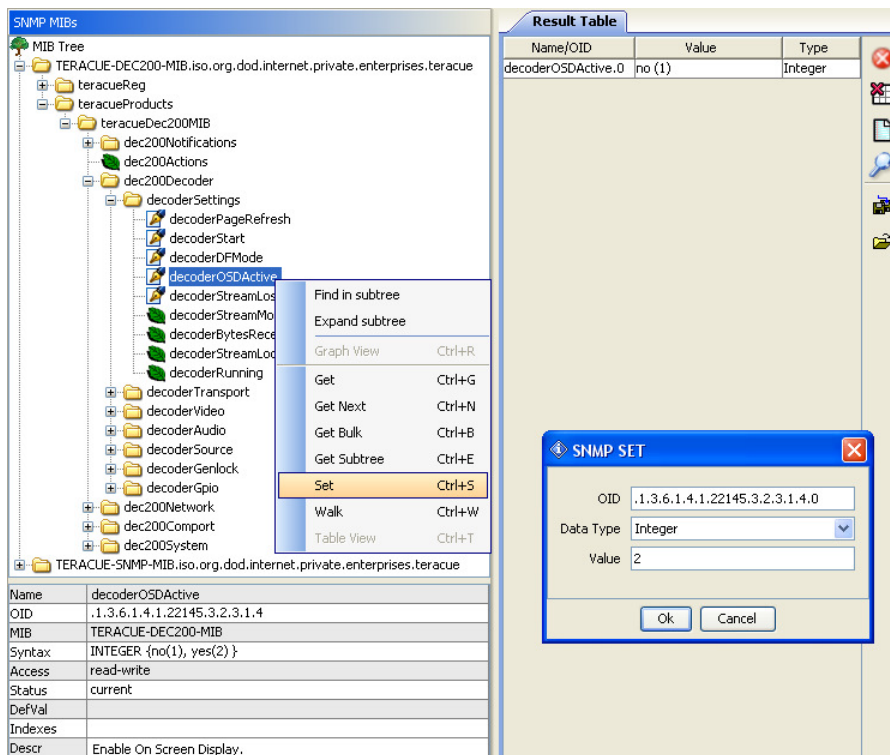 SNMP MIBs
MIB Tree
TERACUE-DEC200-MIB.iso.org.dod.internet.private.enterprises.teracue
teracueReg
teracueProducts
teracueDec200MIB
dec200Notifications
dec200Actions
dec200Decoder
decoderSettings
decoderPageRefresh
decoderStart
decoderDFMode
decoderOSDActive
decoderStreamLos
decoderStreamMo
decoderBytesRece
decoderStreamLoc
decoderRunning
decoderTransport
decoderVideo
decoderAudio
decoderSource
decoderGenlock
decoderGpio
dec200Network
dec200Comport
dec200System
TERACUE-SNMP-MIB.iso.org.dod.internet.private.enterprises.teracue
Find in subtree
Expand subtree
Graph View Ctrl+R
Get Ctrl+G
Get Next Ctrl+N
Get Bulk Ctrl+B
Get Subtree Ctrl+E
Set Ctrl+S
Walk Ctrl+W
Table View Ctrl+T
Name decoderOSDActive
OID .1.3.6.1.4.1.22145.3.2.3.1.4
MIB TERACUE-DEC200-MIB
Syntax INTEGER {no(1), yes(2) }
Access read-write
Status current
DefVal
Indexes
Descr Enable On Screen Display.
Result Table
Name/OID Value Type
decoderOSDActive.0 no (1) Integer
SNMP SET
OID .1.3.6.1.4.1.22145.3.2.3.1.4.0
Data Type Integer
Value 2
Ok Cancel